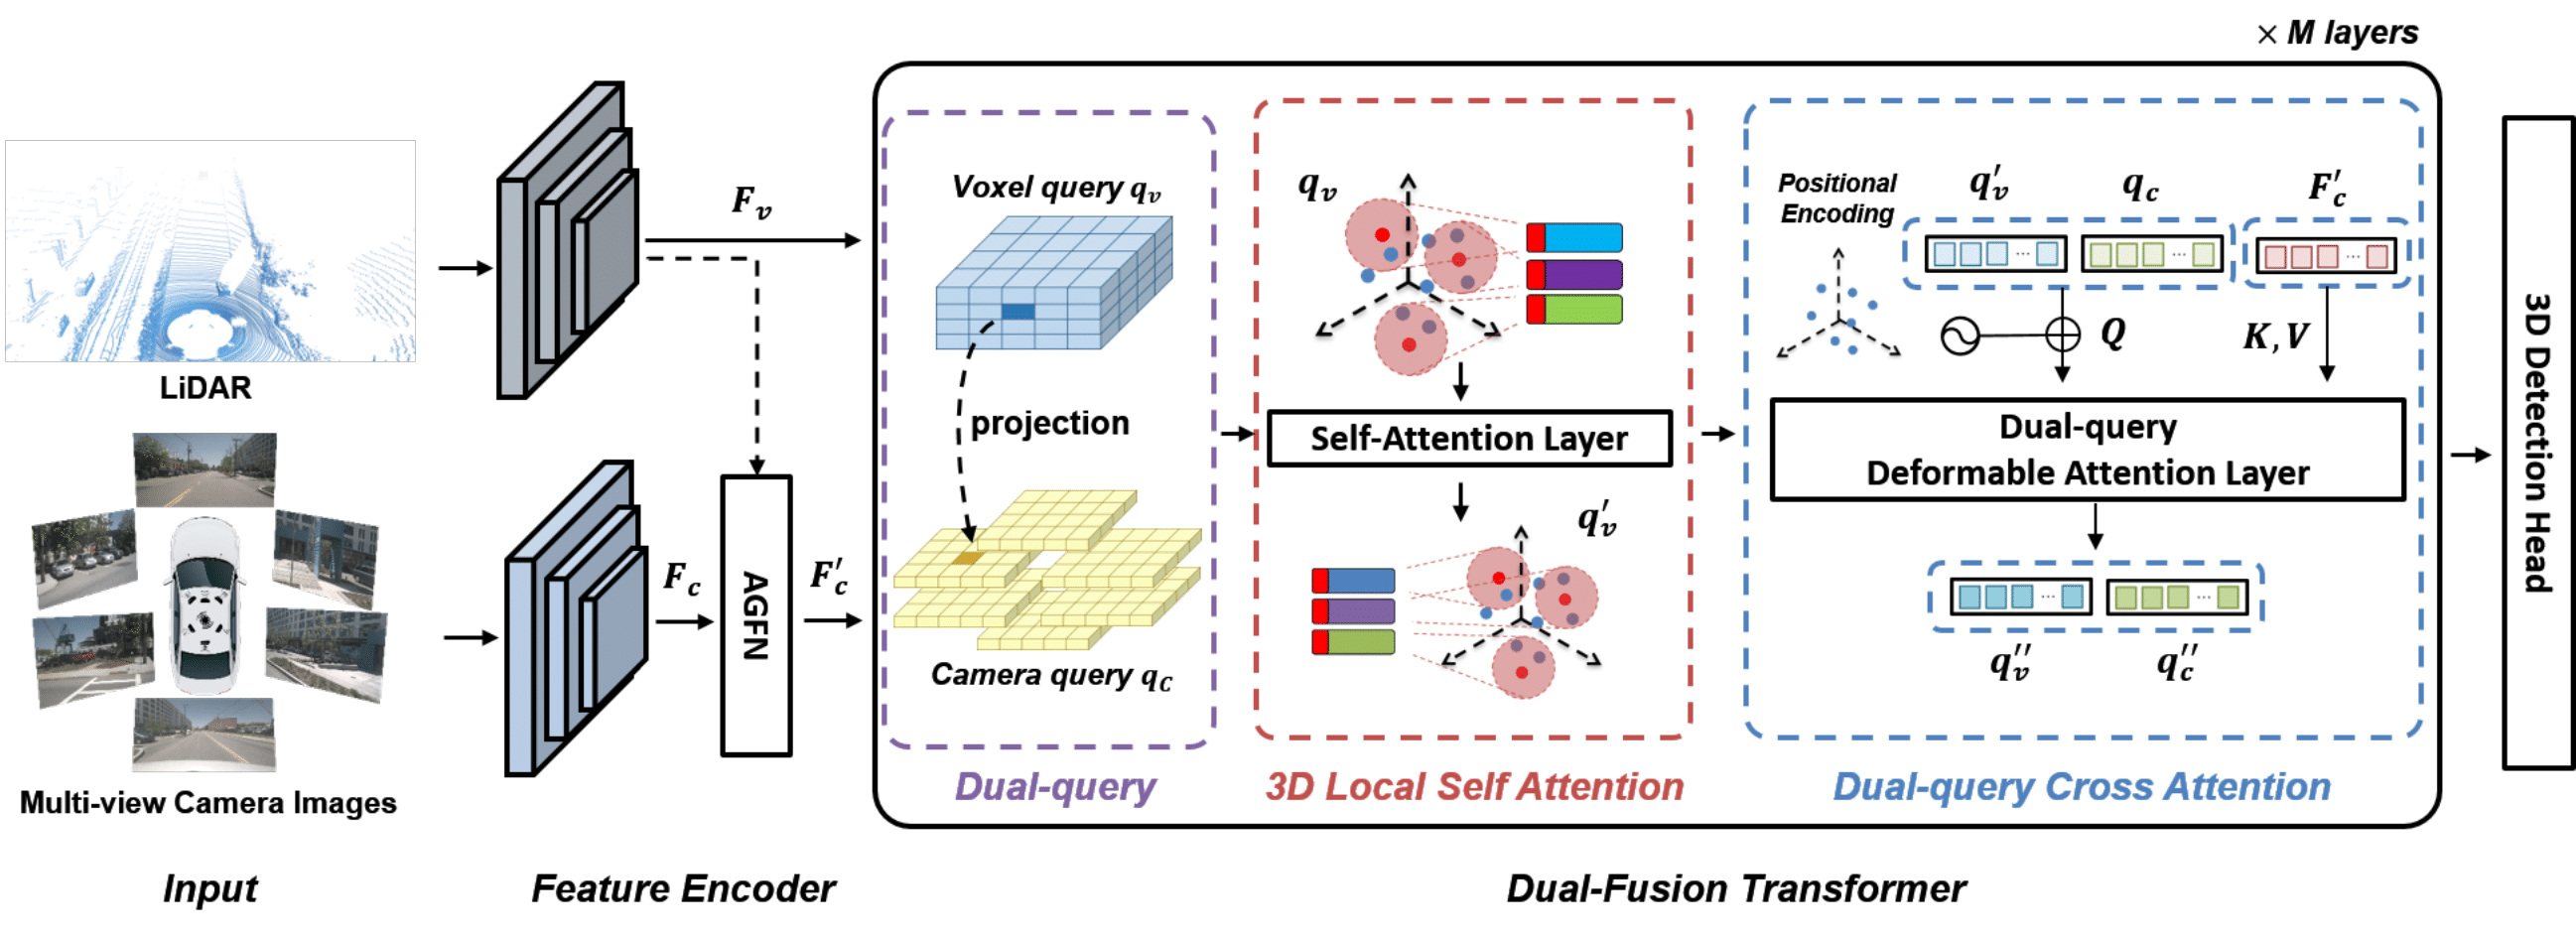 × M layers
LiDAR
Multi-view Camera Images
Input
F_v
F_c
AGFN
F'_c
Feature Encoder
Voxel query q_v
projection
Camera query q_C
Dual-query
q_v
Self-Attention Layer
q'_v
3D Local Self Attention
Positional
Encoding
q'_v
q_c
F'_c
...
...
...
Q
K, V
Dual-query
Deformable Attention Layer
...
...
q''_v
q''_c
Dual-query Cross Attention
Dual-Fusion Transformer
3D Detection Head